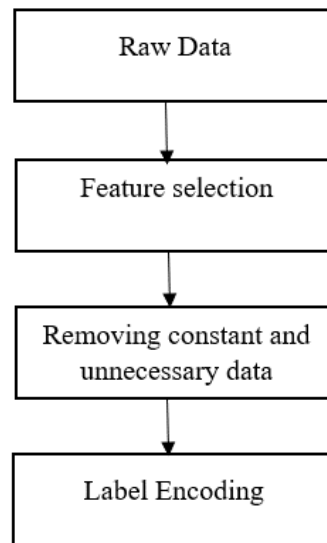 Raw Data
Feature selection
Removing constant and
unnecessary data
Label Encoding